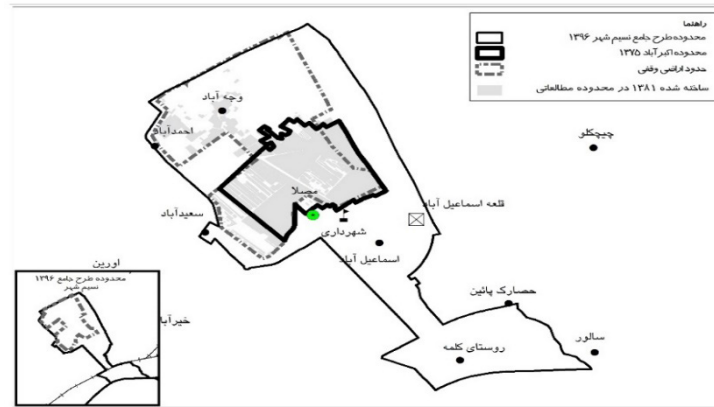 راهنما
محدوده طرح جامع نسیم شهر ۱۳۹۶
محدوده اکبرآباد ۱۳۷۵
حدود اراضی وقفی
ساخته شده ۱۳۸۱ در محدوده مطالعاتی
وجه آباد
احمدآباد
چیچکلو
مصلا
قلعه اسماعیل آباد
سعیدآباد
شهرداری
اسماعیل آباد
اورین
محدوده طرح جامع ۱۳۹۶
نسیم شهر
حصارک پائین
خیرآبا
سالور
روستای کلمه